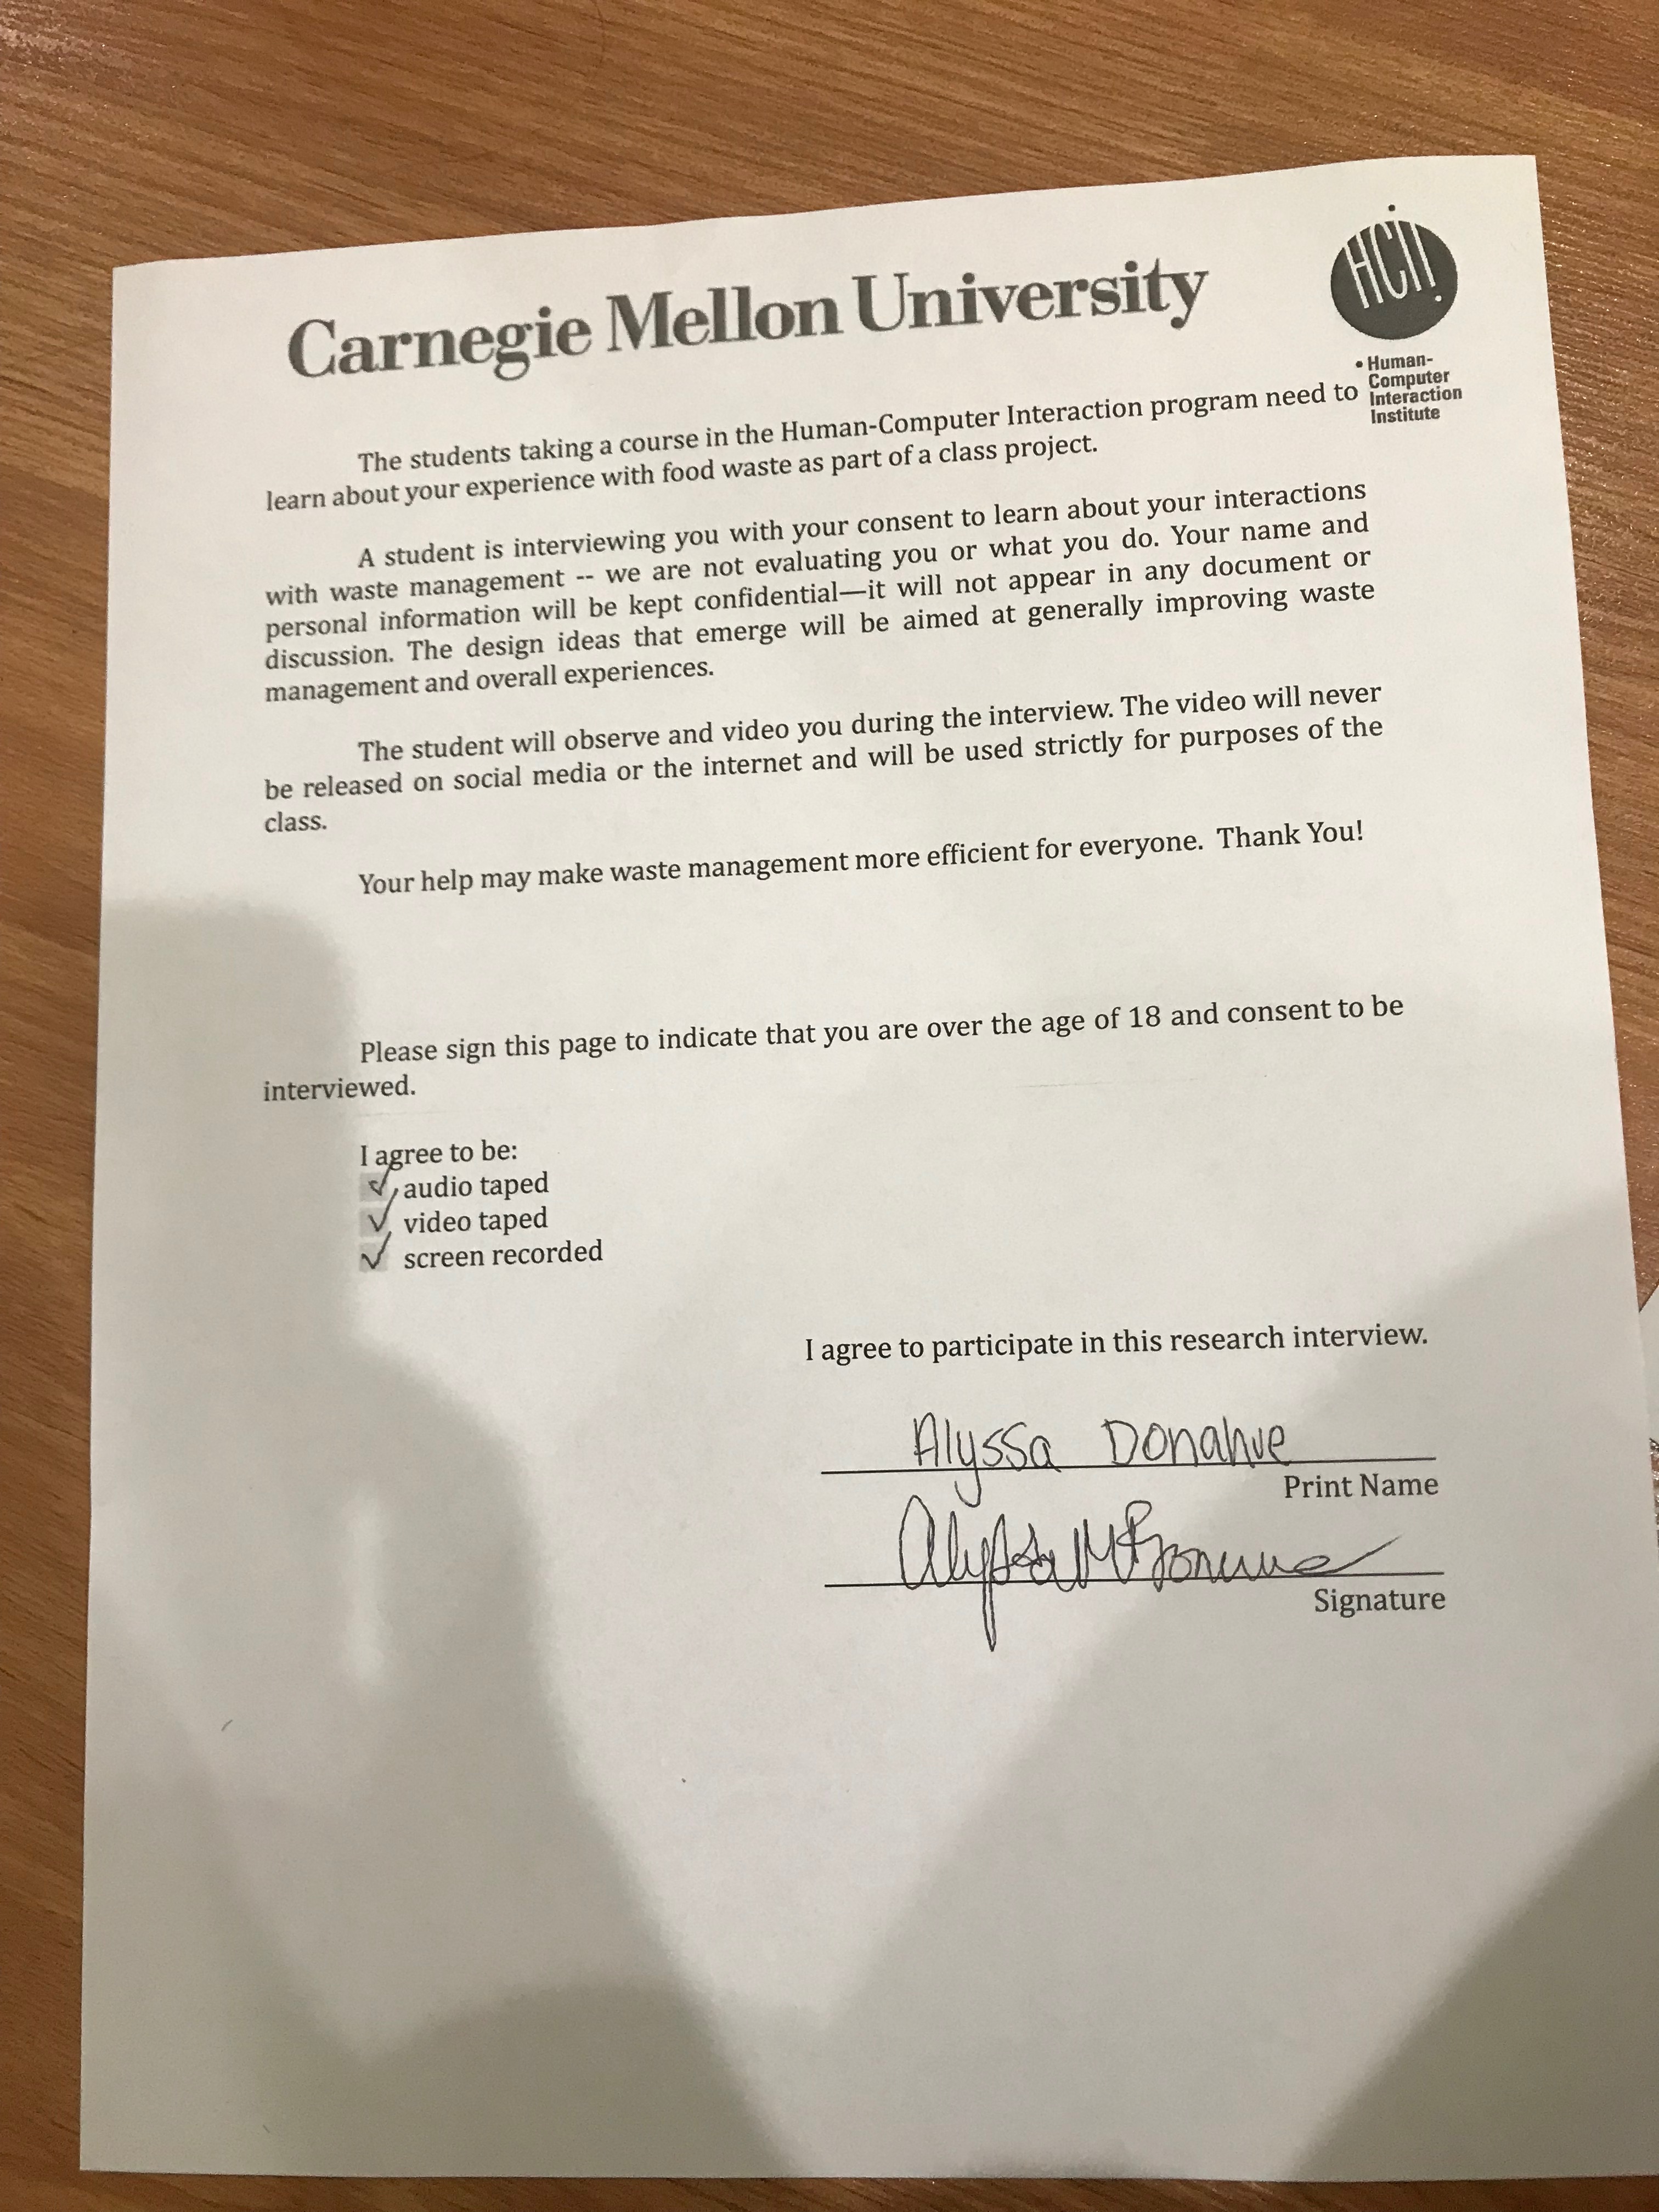 Carnegie Mellon University
HCII
Human-
Computer
Interaction
Institute
The students taking a course in the Human-Computer Interaction program need to
learn about your experience with food waste as part of a class project.
A student is interviewing you with your consent to learn about your interactions
with waste management -- we are not evaluating you or what you do. Your name and
personal information will be kept confidential—it will not appear in any document or
discussion. The design ideas that emerge will be aimed at generally improving waste
management and overall experiences.
The student will observe and video you during the interview. The video will never
be released on social media or the internet and will be used strictly for purposes of the
class.
Your help may make waste management more efficient for everyone. Thank You!
Please sign this page to indicate that you are over the age of 18 and consent to be
interviewed.
I agree to be:
audio taped
video taped
screen recorded
I agree to participate in this research interview.
Alyssa Donahue
Print Name
Alyssa M
Signature